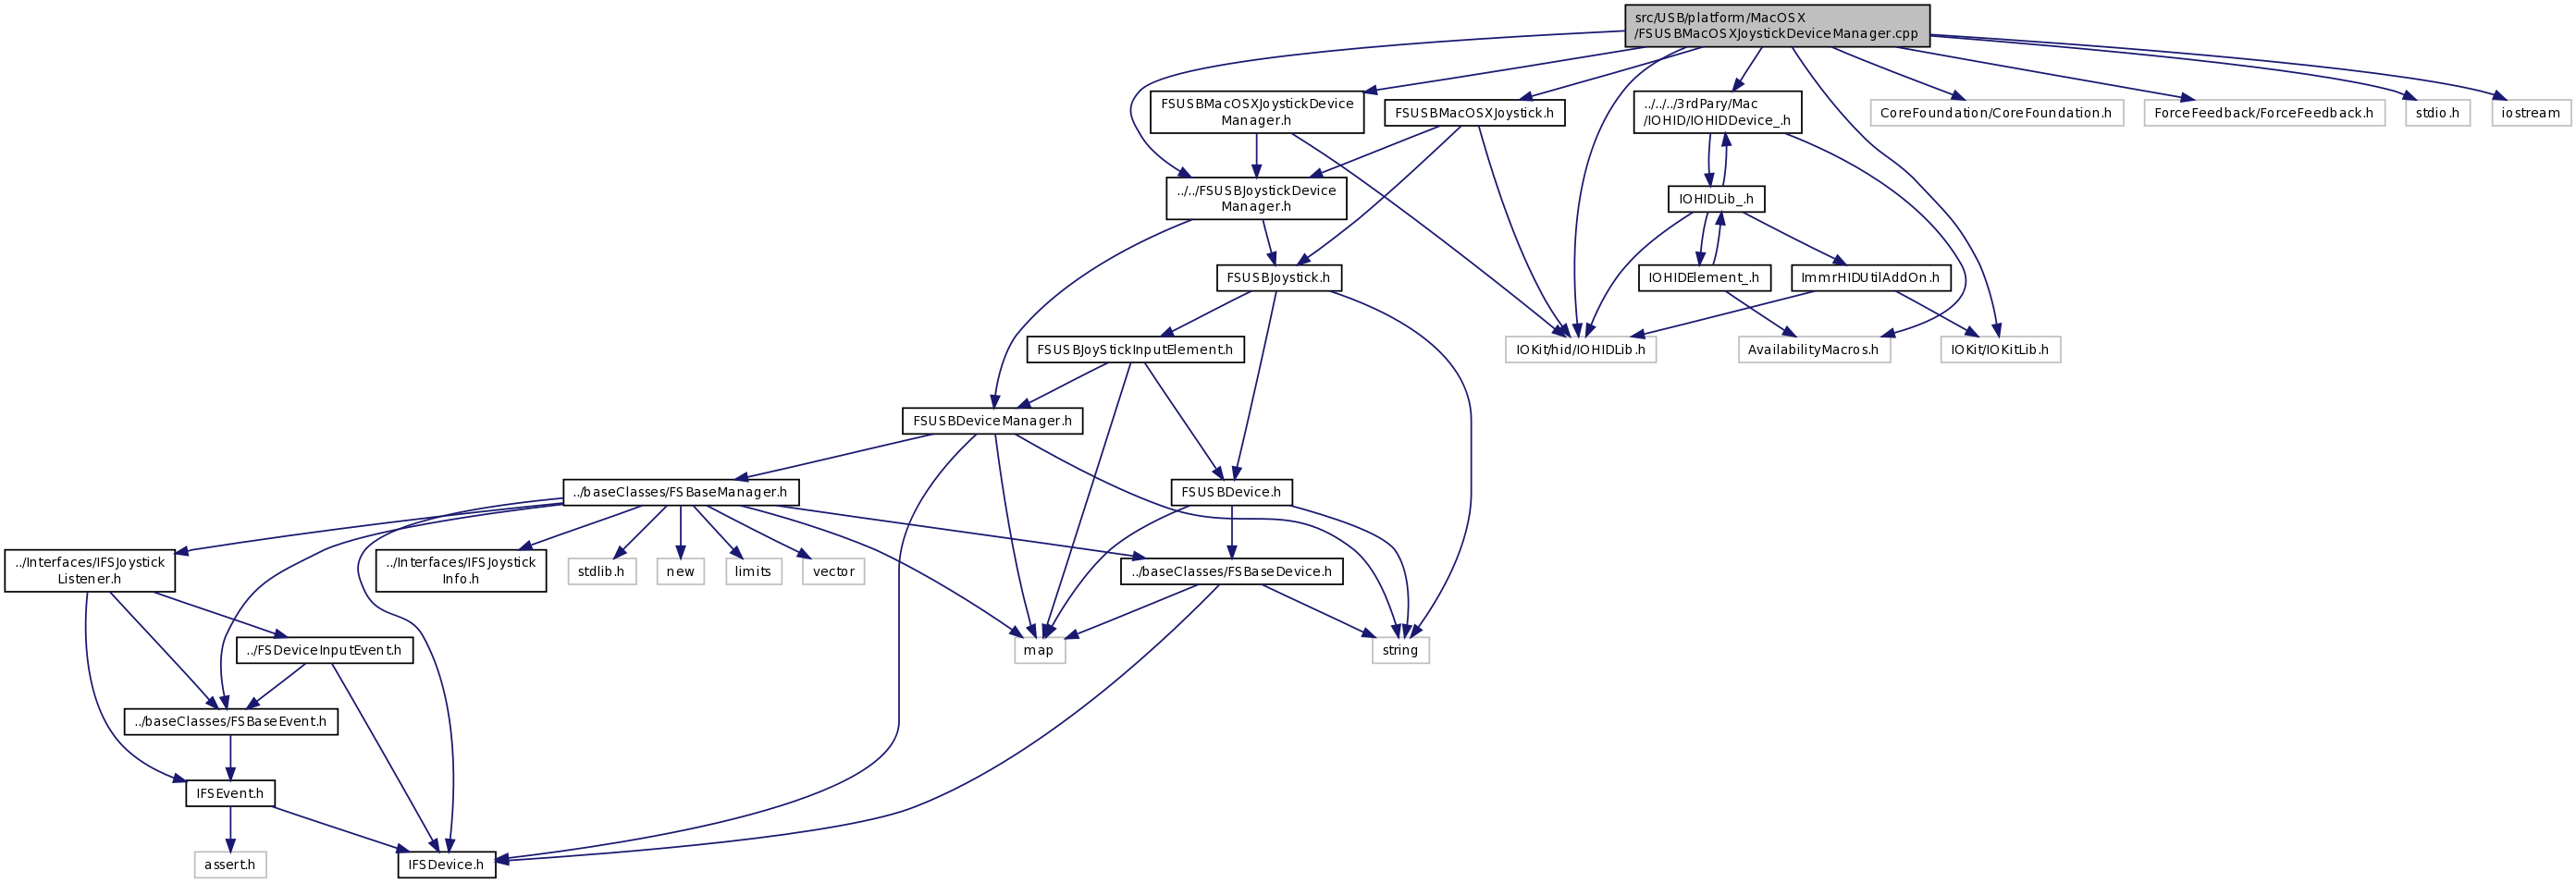 src/USB/platform/MacOSX
/FSUSBMacOSXJoystickDeviceManager.cpp
FSUSBMacOSXJoystickDevice
Manager.h
FSUSBMacOSXJoystick.h
../../../3rdPary/Mac
/IOHID/IOHIDDevice_.h
CoreFoundation/CoreFoundation.h
ForceFeedback/ForceFeedback.h
stdio.h
iostream
../../FSUSBJoystickDevice
Manager.h
IOHIDLib_.h
FSUSBJoystick.h
IOHIDElement_.h
ImmrHIDUtilAddOn.h
FSUSBJoyStickInputElement.h
IOKit/hid/IOHIDLib.h
AvailabilityMacros.h
IOKit/IOKitLib.h
FSUSBDeviceManager.h
../baseClasses/FSBaseManager.h
FSUSBDevice.h
../Interfaces/IFSJoystick
Listener.h
../Interfaces/IFSJoystick
Info.h
stdlib.h
new
limits
vector
../baseClasses/FSBaseDevice.h
../FSDeviceInputEvent.h
map
string
../baseClasses/FSBaseEvent.h
IFSEvent.h
assert.h
IFSDevice.h